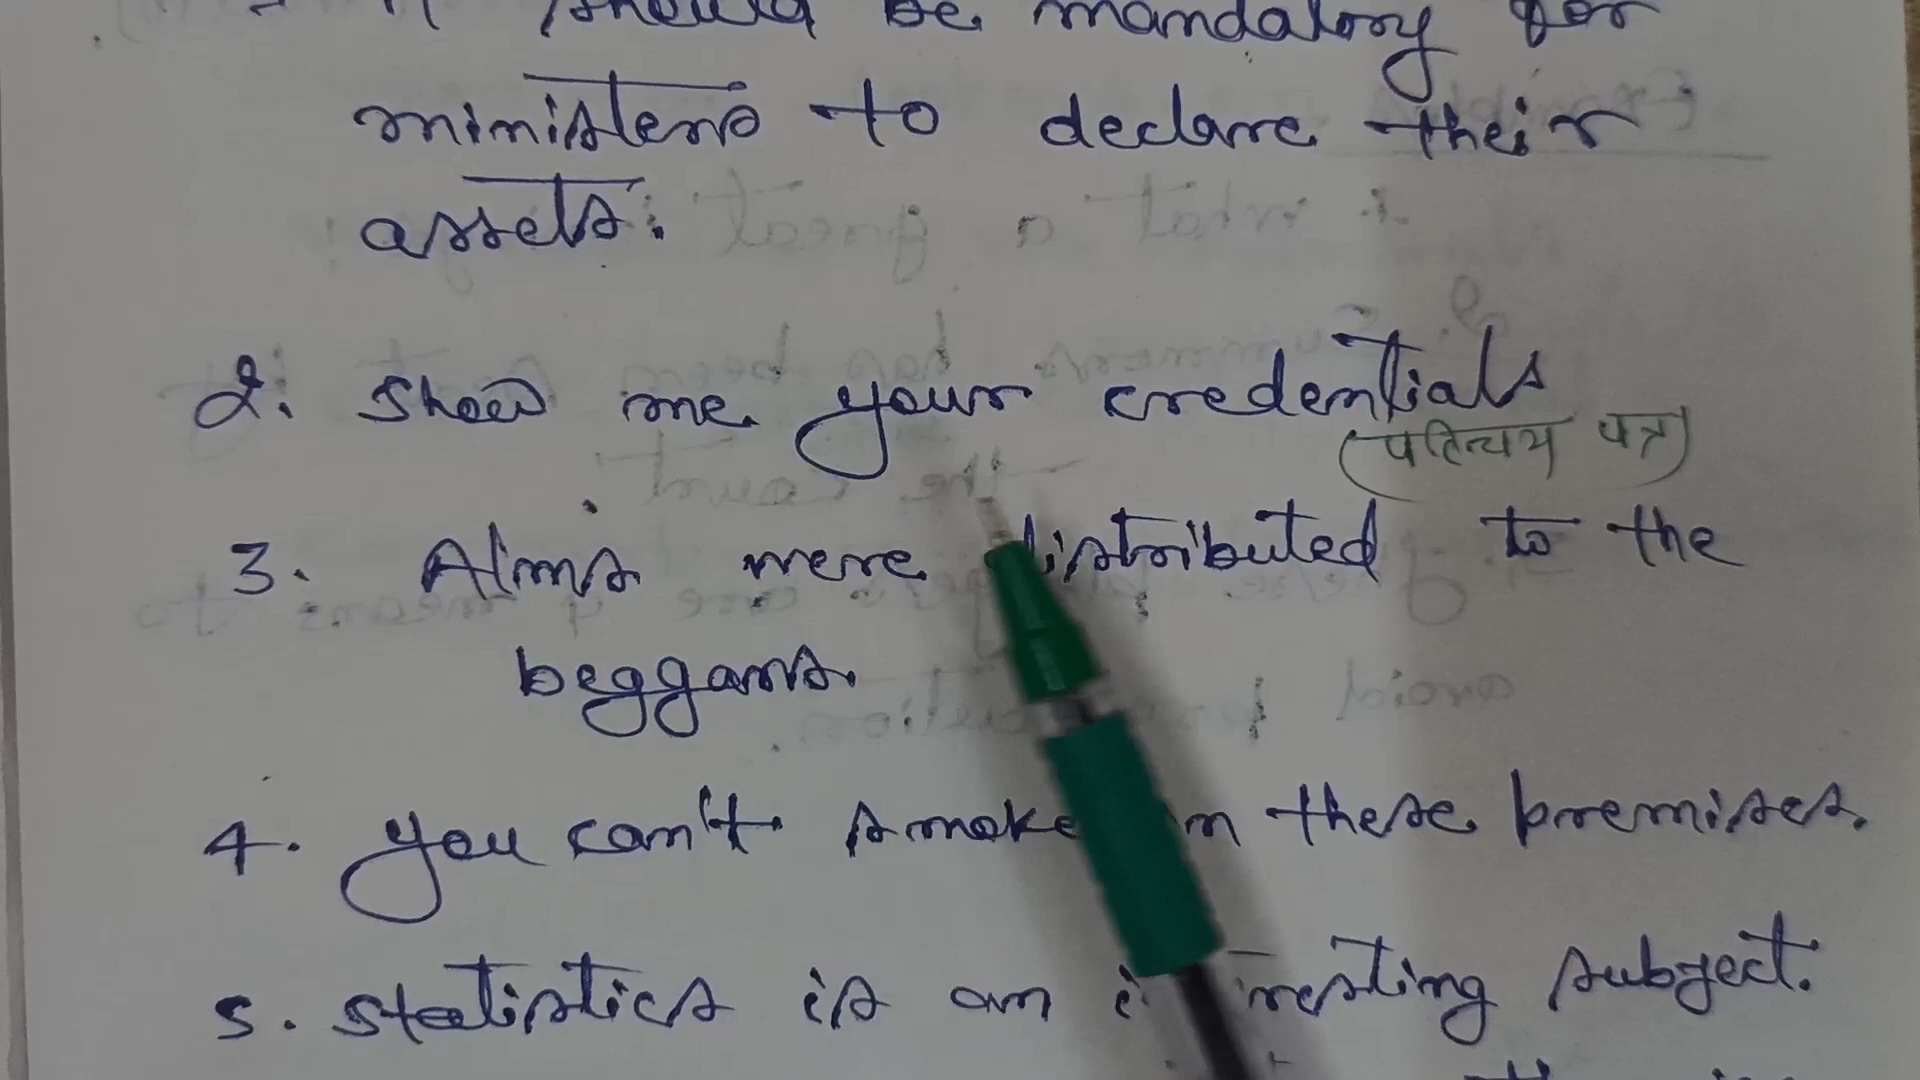 should be mandatory for
ministers to declare their
assets.
2. Show me your credentials
(परिचय पत्र)
3. Alms were distributed to the
beggars.
4. you can't smoke in these premises.
5. statistics is an interesting subject.